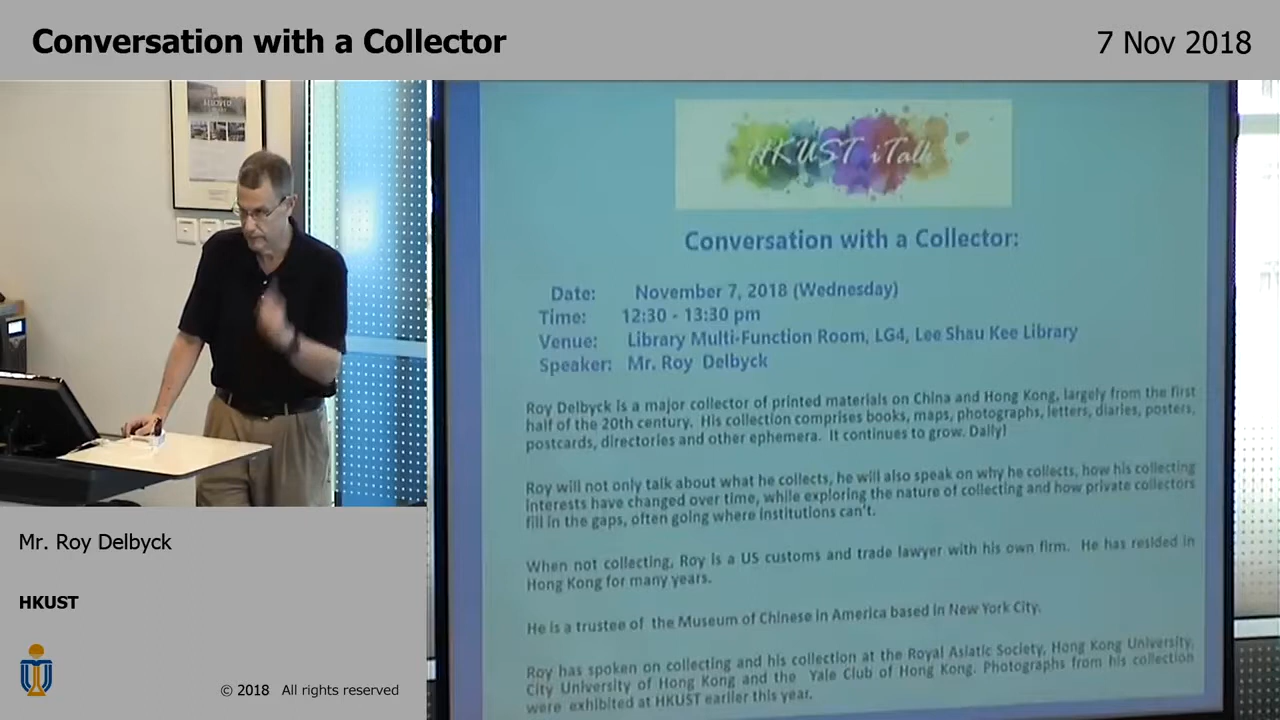 Conversation with a Collector
7 Nov 2018
HKUST iTalk
Conversation with a Collector:
Date: November 7, 2018 (Wednesday)
Time: 12:30 - 13:30 pm
Venue: Library Multi-Function Room, LG4, Lee Shau Kee Library
Speaker: Mr. Roy Delbyck
Roy Delbyck is a major collector of printed materials on China and Hong Kong, largely from the first
half of the 20th century. His collection comprises books, maps, photographs, letters, diaries, posters,
postcards, directories and other ephemera. It continues to grow. Daily!
Roy will not only talk about what he collects, he will also speak on why he collects, how his collecting
interests have changed over time, while exploring the nature of collecting and how private collectors
fill in the gaps, often going where institutions can't.
When not collecting, Roy is a US customs and trade lawyer with his own firm. He has resided in
Hong Kong for many years.
He is a trustee of the Museum of Chinese in America based in New York City.
Roy has spoken on collecting and his collection at the Royal Asiatic Society, Hong Kong University,
City University of Hong Kong and the Yale Club of Hong Kong. Photographs from his collection
were exhibited at HKUST earlier this year.
Mr. Roy Delbyck
HKUST
© 2018 All rights reserved